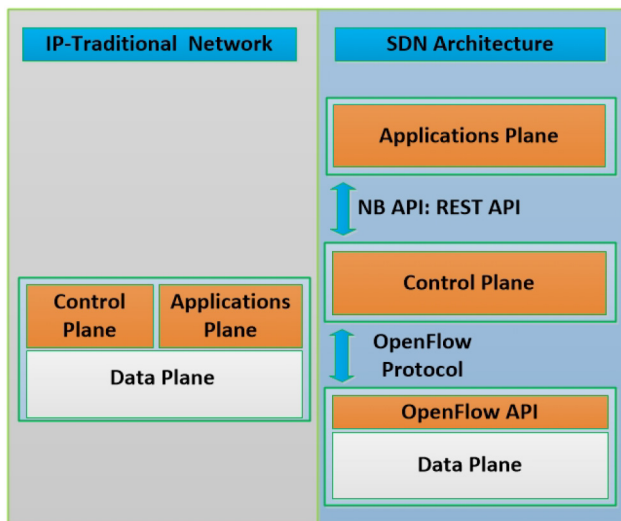 IP-Traditional Network
Control
Plane
Applications
Plane
Data Plane
SDN Architecture
Applications Plane
NB API: REST API
Control Plane
OpenFlow
Protocol
OpenFlow API
Data Plane